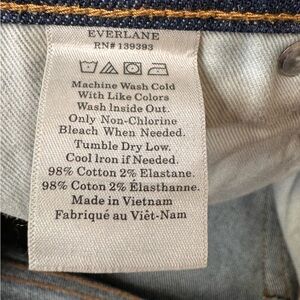 EVERLANE
RN# 139393
Machine Wash Cold
With Like Colors
Wash Inside Out
Only Non-Chlorine
Bleach When Needed.
Tumble Dry Low.
Cool Iron if Needed.
98% Cotton 2% Elastane.
98% Coton 2% Élasthanne.
Made in Vietnam
Fabriqué au Viêt-Nam